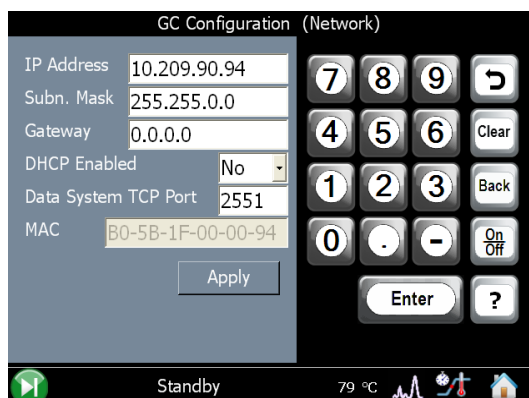 GC Configuration (Network)
IP Address 10.209.90.94
Subn. Mask 255.255.0.0
Gateway 0.0.0.0
DHCP Enabled No
Data System TCP Port 2551
MAC B0-5B-1F-00-00-94
Apply
7 8 9
4 5 6 Clear
1 2 3 Back
0 . - On/Off
Enter ?
Standby 79 °C